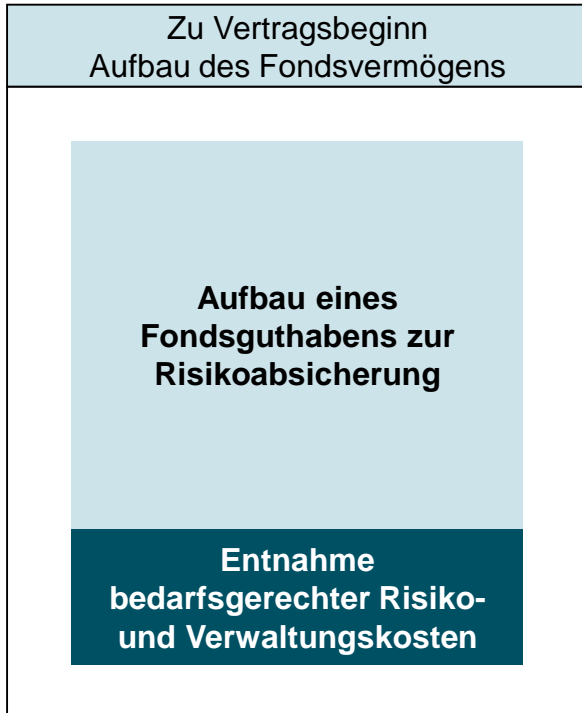 Zu Vertragsbeginn
Aufbau des Fondsvermögens
Aufbau eines
Fondsguthabens zur
Risikoabsicherung
Entnahme
bedarfsgerechter Risiko-
und Verwaltungskosten